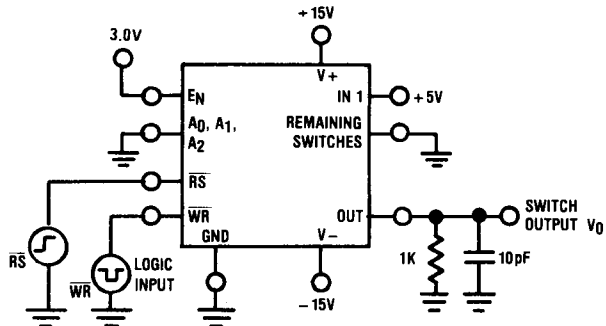 +15V
3.0V
V+
EN
IN 1
+5V
A0, A1,
A2
REMAINING
SWITCHES
RS
WR
OUT
SWITCH
OUTPUT VO
GND
V−
1K
10pF
RS
LOGIC
INPUT
WR
−15V